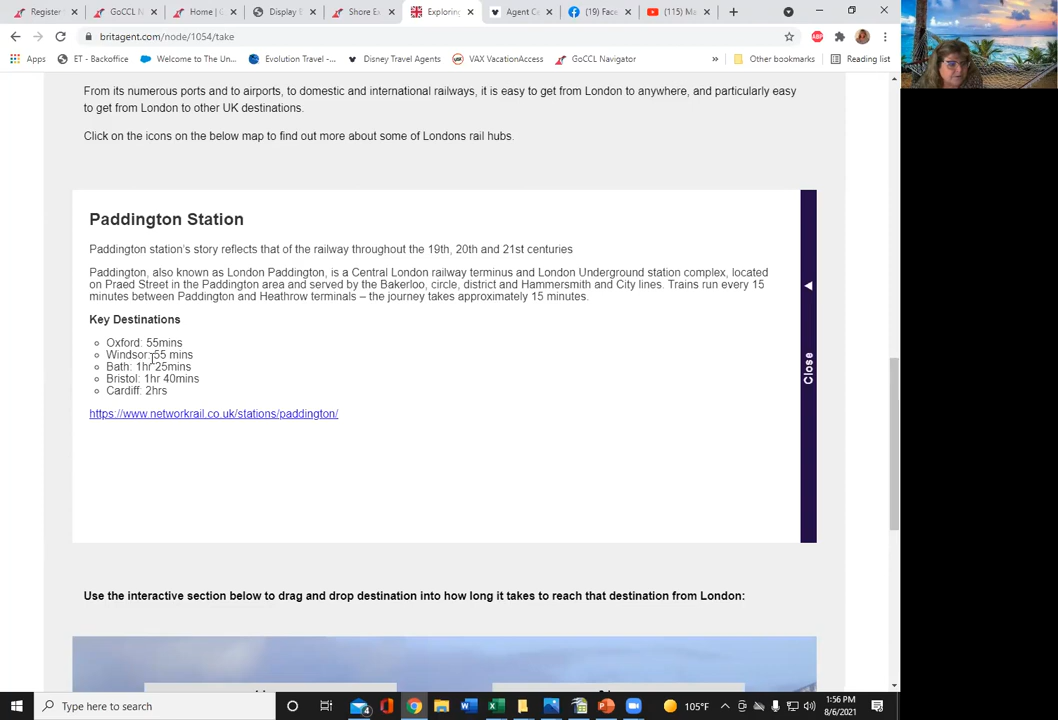 Register
GoCCL N
Home | G
Display E
Shore Ex
Exploring
Agent Ce
(19) Face
(115) Ma
britagent.com/node/1054/take
Apps
ET - Backoffice
Welcome to The Un...
Evolution Travel -...
Disney Travel Agents
VAX VacationAccess
GoCCL Navigator
»
Other bookmarks
Reading list
From its numerous ports and to airports, to domestic and international railways, it is easy to get from London to anywhere, and particularly easy
to get from London to other UK destinations.
Click on the icons on the below map to find out more about some of Londons rail hubs.
Paddington Station
Paddington station's story reflects that of the railway throughout the 19th, 20th and 21st centuries
Paddington, also known as London Paddington, is a Central London railway terminus and London Underground station complex, located
on Praed Street in the Paddington area and served by the Bakerloo, circle, district and Hammersmith and City lines. Trains run every 15
minutes between Paddington and Heathrow terminals – the journey takes approximately 15 minutes.
Key Destinations
Oxford: 55mins
Windsor: 55 mins
Bath: 1hr 25mins
Bristol: 1hr 40mins
Cardiff: 2hrs
https://www.networkrail.co.uk/stations/paddington/
Close
Use the interactive section below to drag and drop destination into how long it takes to reach that destination from London:
Type here to search
4
105°F
1:56 PM
8/6/2021